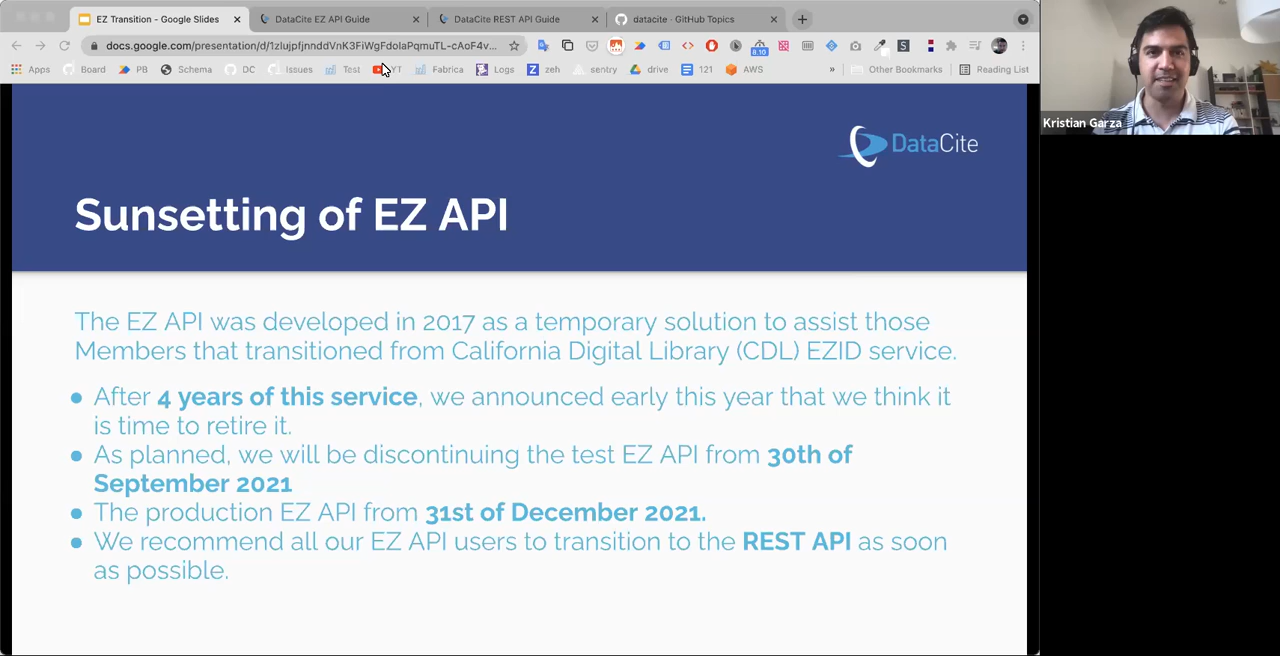 EZ Transition - Google Slides
DataCite EZ API Guide
DataCite REST API Guide
datacite · GitHub Topics
docs.google.com/presentation/d/1zlujpfjnnddVnK3FiWgFdolaPqmuTL-cAoF4v...
8.10
S
Apps
Board
PB
Schema
DC
Issues
Test
YT
Fabrica
Logs
Z
zeh
sentry
drive
121
AWS
»
Other Bookmarks
Reading List
Kristian Garza
DataCite
Sunsetting of EZ API
The EZ API was developed in 2017 as a temporary solution to assist those
Members that transitioned from California Digital Library (CDL) EZID service.
● After 4 years of this service, we announced early this year that we think it
is time to retire it.
● As planned, we will be discontinuing the test EZ API from 30th of
September 2021
● The production EZ API from 31st of December 2021.
● We recommend all our EZ API users to transition to the REST API as soon
as possible.